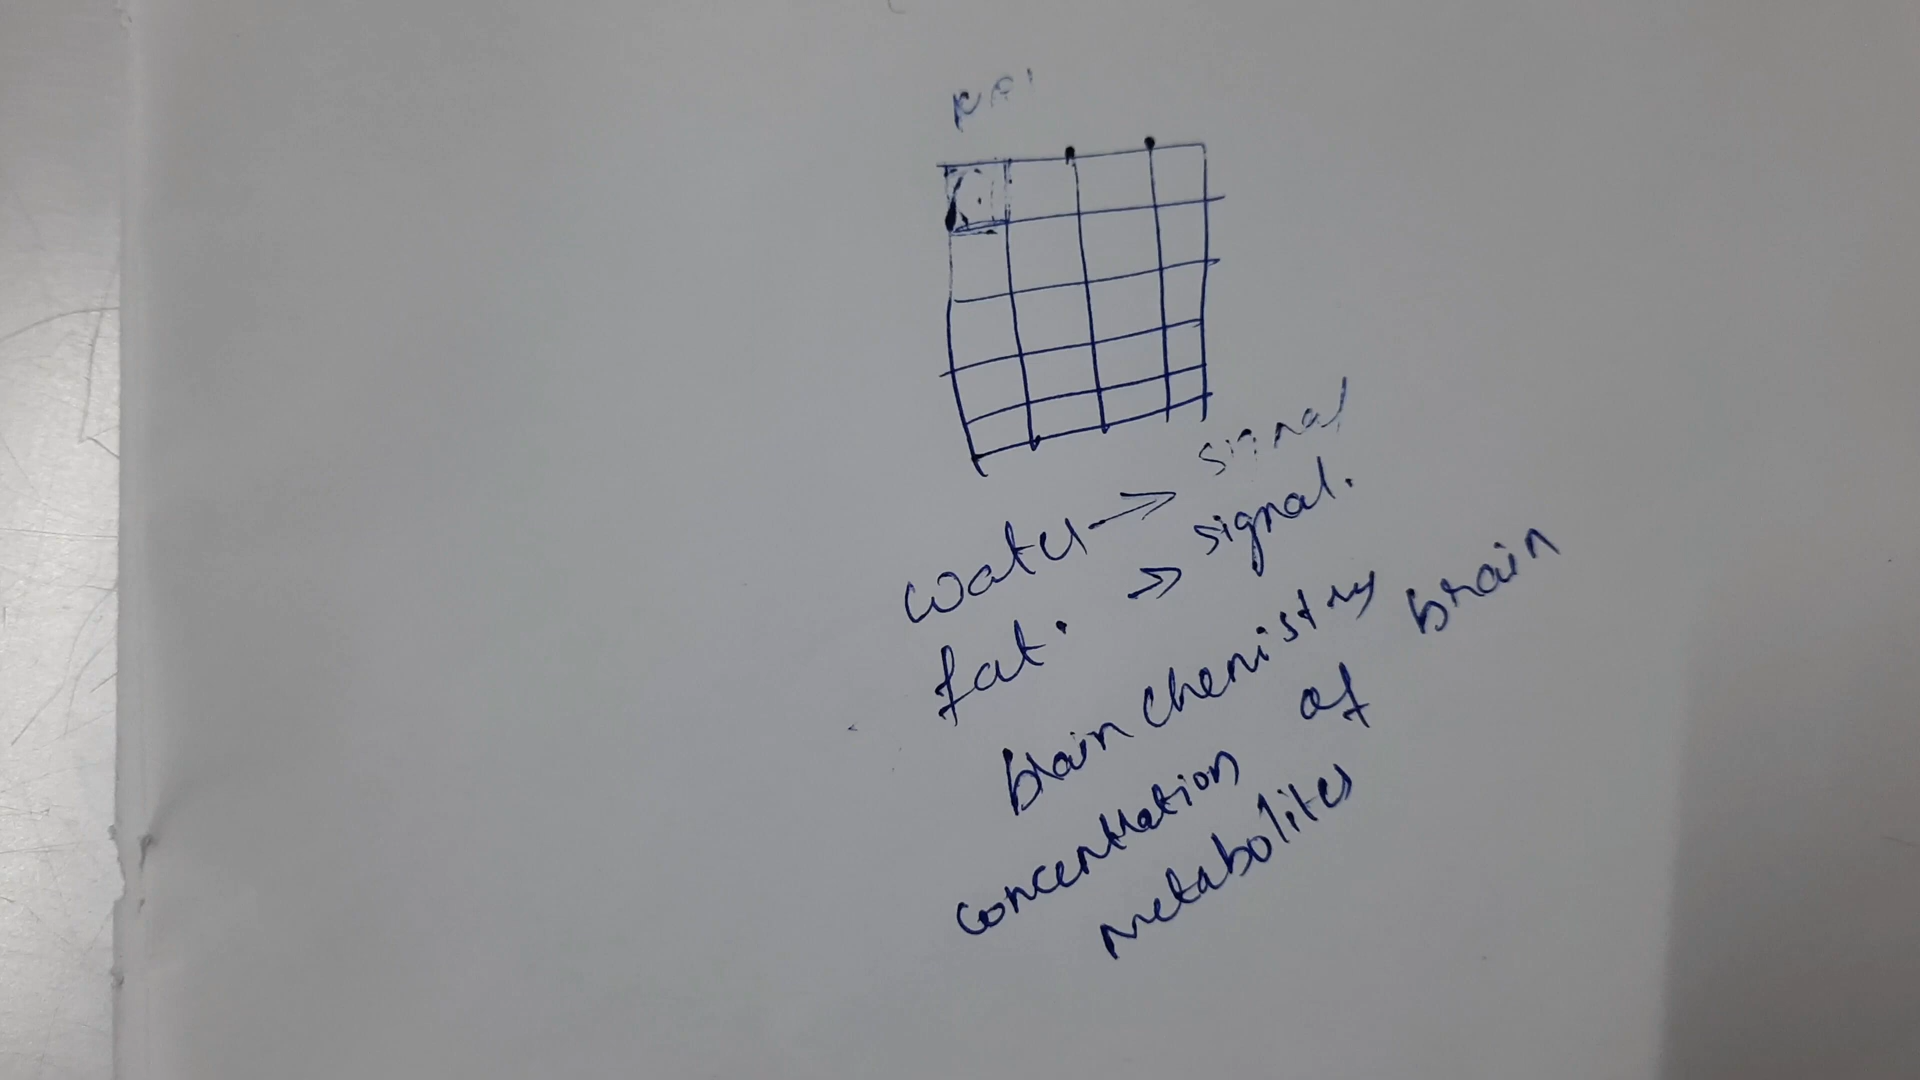 water → signal
fat. → signal.
brain chemistry
concentration of brain
metabolites